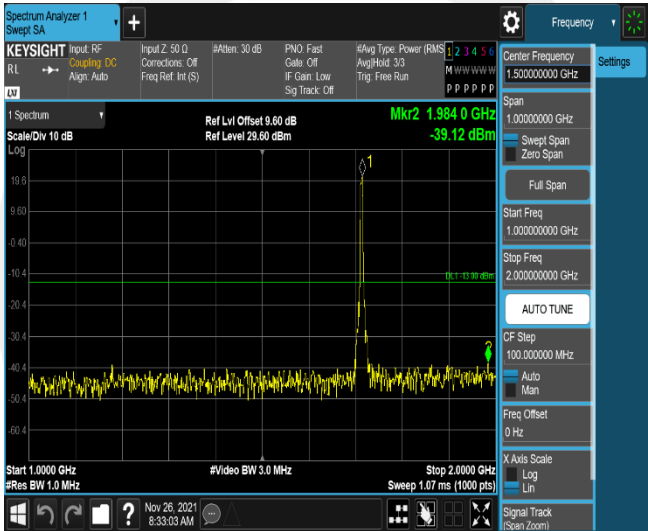 Spectrum Analyzer 1
Swept SA
Frequency
Settings
KEYSIGHT
RL
LXI
Input: RF
Coupling: DC
Align: Auto
Input Z: 50 Ω
Corrections: Off
Freq Ref: Int (S)
#Atten: 30 dB
PNO: Fast
Gate: Off
IF Gain: Low
Sig Track: Off
#Avg Type: Power (RMS
Avg|Hold: 3/3
Trig: Free Run
1 2 3 4 5 6
M W W W W W
P P P P P P
1 Spectrum
Scale/Div 10 dB
Log
Ref Lvl Offset 9.60 dB
Ref Level 29.60 dBm
Mkr2 1.984 0 GHz
-39.12 dBm
1
19.6
9.60
-0.40
-10.4
DL1 -13.00 dBm
-20.4
-30.4
2
-40.4
-50.4
-60.4
Start 1.0000 GHz
#Video BW 3.0 MHz
Stop 2.0000 GHz
#Res BW 1.0 MHz
Sweep 1.07 ms (1000 pts)
Center Frequency
1.500000000 GHz
Span
1.00000000 GHz
Swept Span
Zero Span
Full Span
Start Freq
1.000000000 GHz
Stop Freq
2.000000000 GHz
AUTO TUNE
CF Step
100.000000 MHz
Auto
Man
Freq Offset
0 Hz
X Axis Scale
Log
Lin
Signal Track
(Span Zoom)
?
Nov 26, 2021
8:33:03 AM